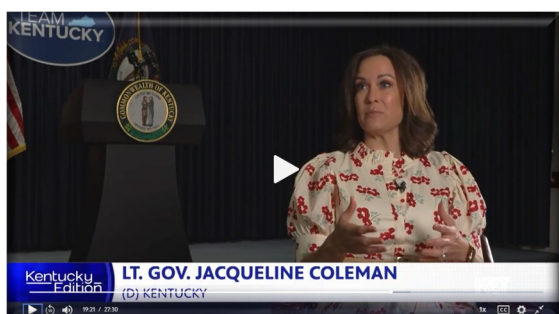 TEAM
KENTUCKY
COMMONWEALTH OF KENTUCKY
Kentucky
Edition
LT. GOV. JACQUELINE COLEMAN
(D) KENTUCKY
19:21 / 27:30
1x
CC